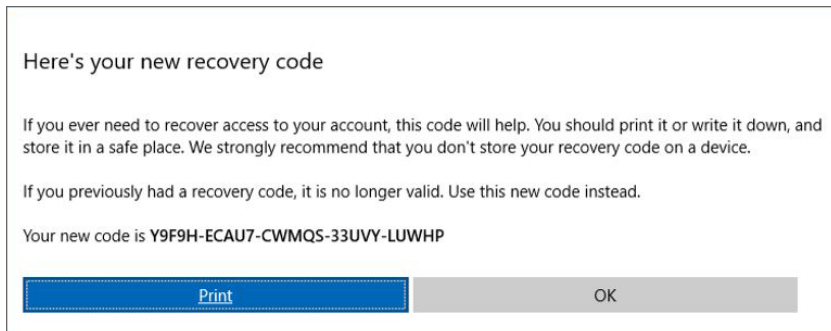 Here's your new recovery code
If you ever need to recover access to your account, this code will help. You should print it or write it down, and
store it in a safe place. We strongly recommend that you don't store your recovery code on a device.
If you previously had a recovery code, it is no longer valid. Use this new code instead.
Your new code is Y9F9H-ECAU7-CWMQS-33UVY-LUWHP
Print
OK